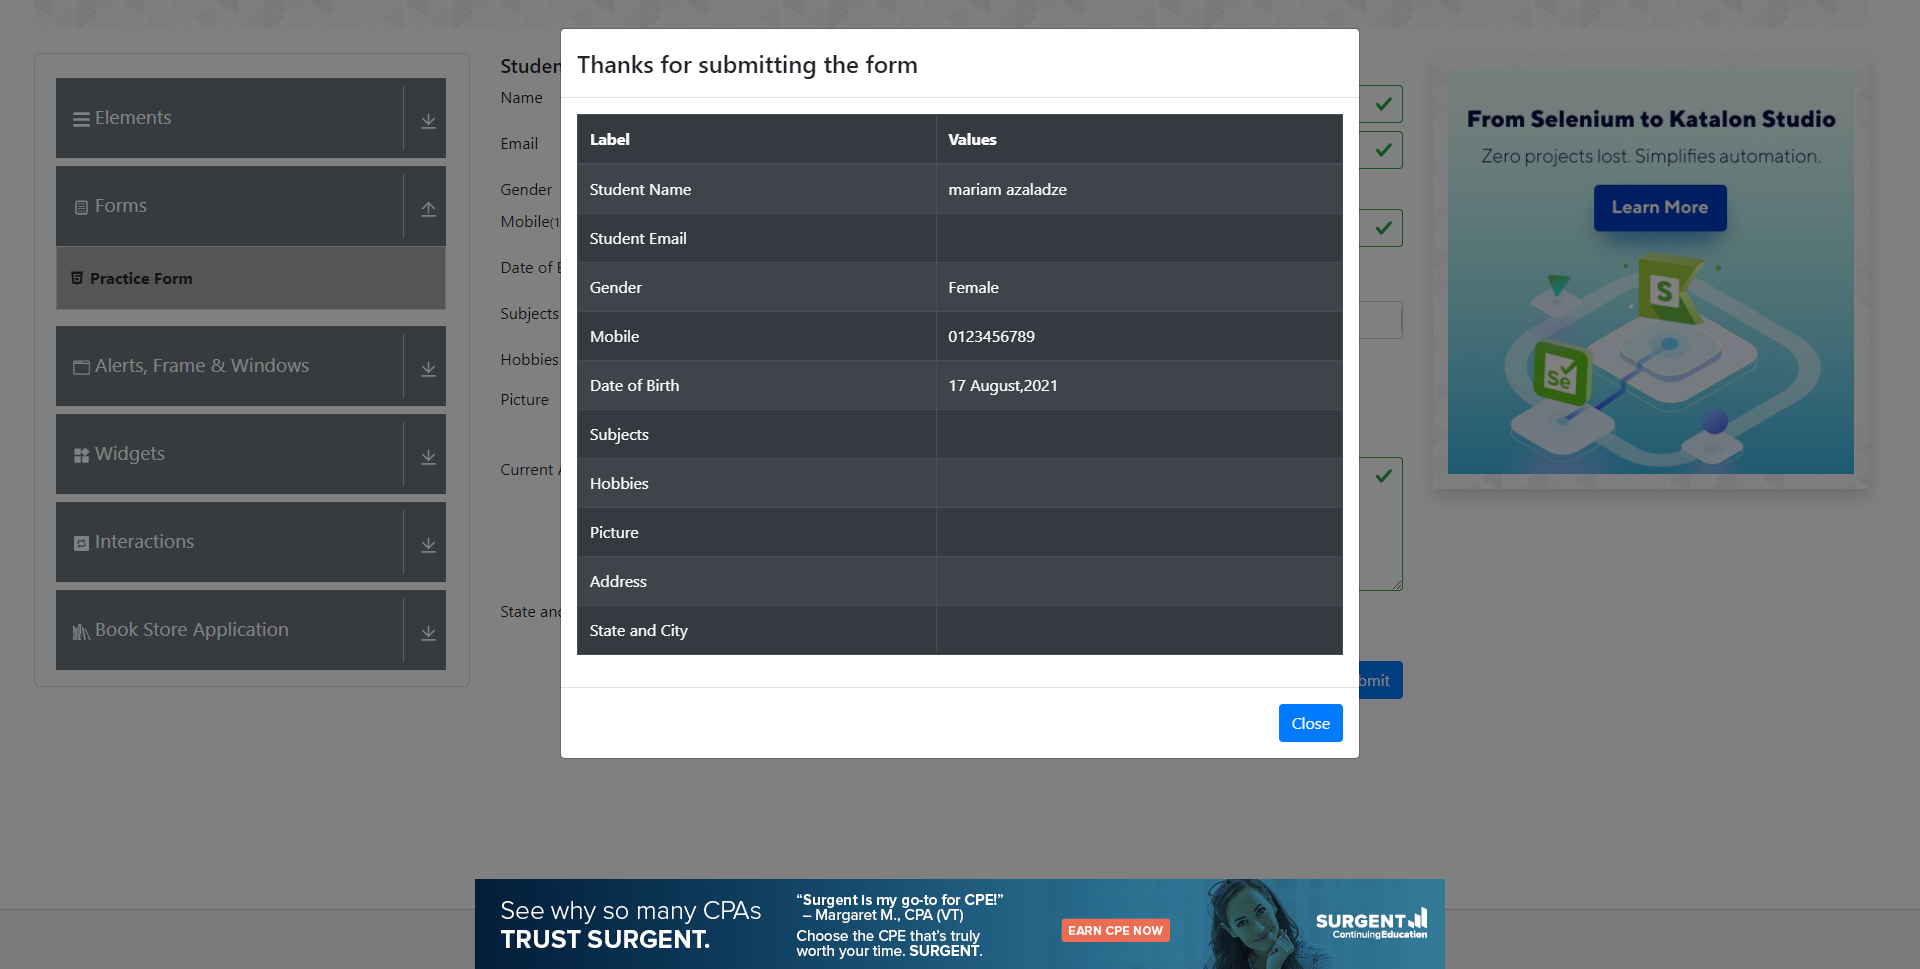 Elements
Forms
Practice Form
Alerts, Frame & Windows
Widgets
Interactions
Book Store Application
Name
Email
Gender
Mobile(1
Date of
Subjects
Hobbies
Picture
Current
State
Thanks for submitting the form
Label Values
Student Name mariam azaladze
Student Email
Gender Female
Mobile 0123456789
Date of Birth 17 August,2021
Subjects
Hobbies
Picture
Address
State and City
Close
From Selenium to Katalon Studio
Zero projects lost. Simplifies automation.
Learn More
S
Se
See why so many CPAs
TRUST SURGENT.
“Surgent is my go-to for CPE!”
– Margaret M., CPA (VT)
Choose the CPE that’s truly
worth your time. SURGENT.
EARN CPE NOW
SURGENT
ContinuingEducation